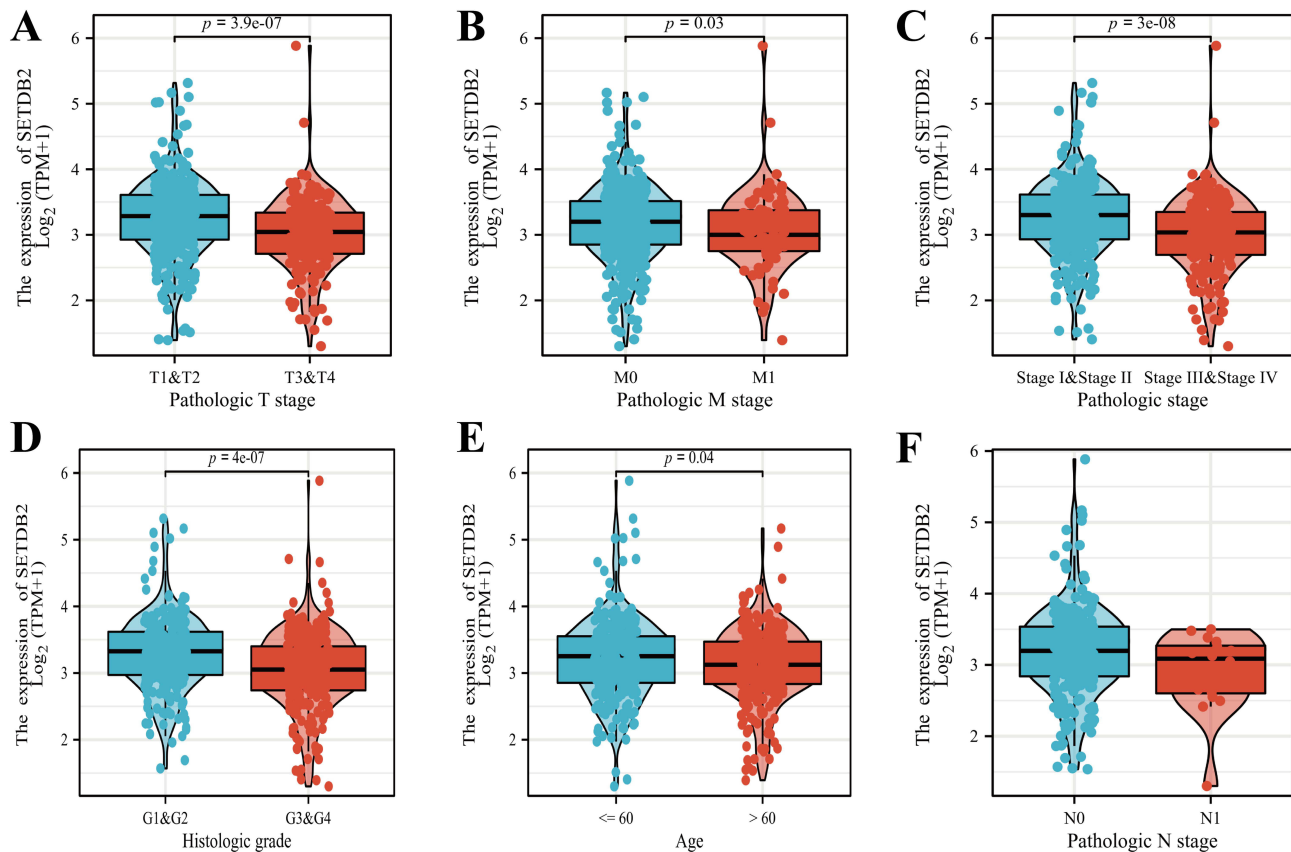 A
p = 3.9e-07
The expression of SETDB2
Log2 (TPM+1)
6
5
4
3
2
T1&T2 T3&T4
Pathologic T stage
B
p = 0.03
The expression of SETDB2
Log2 (TPM+1)
6
5
4
3
2
M0 M1
Pathologic M stage
C
p = 3e-08
The expression of SETDB2
Log2 (TPM+1)
6
5
4
3
2
Stage I&Stage II Stage III&Stage IV
Pathologic stage
D
p = 4e-07
The expression of SETDB2
Log2 (TPM+1)
6
5
4
3
2
G1&G2 G3&G4
Histologic grade
E
p = 0.04
The expression of SETDB2
Log2 (TPM+1)
6
5
4
3
2
<= 60 > 60
Age
F
The expression of SETDB2
Log2 (TPM+1)
6
5
4
3
2
N0 N1
Pathologic N stage